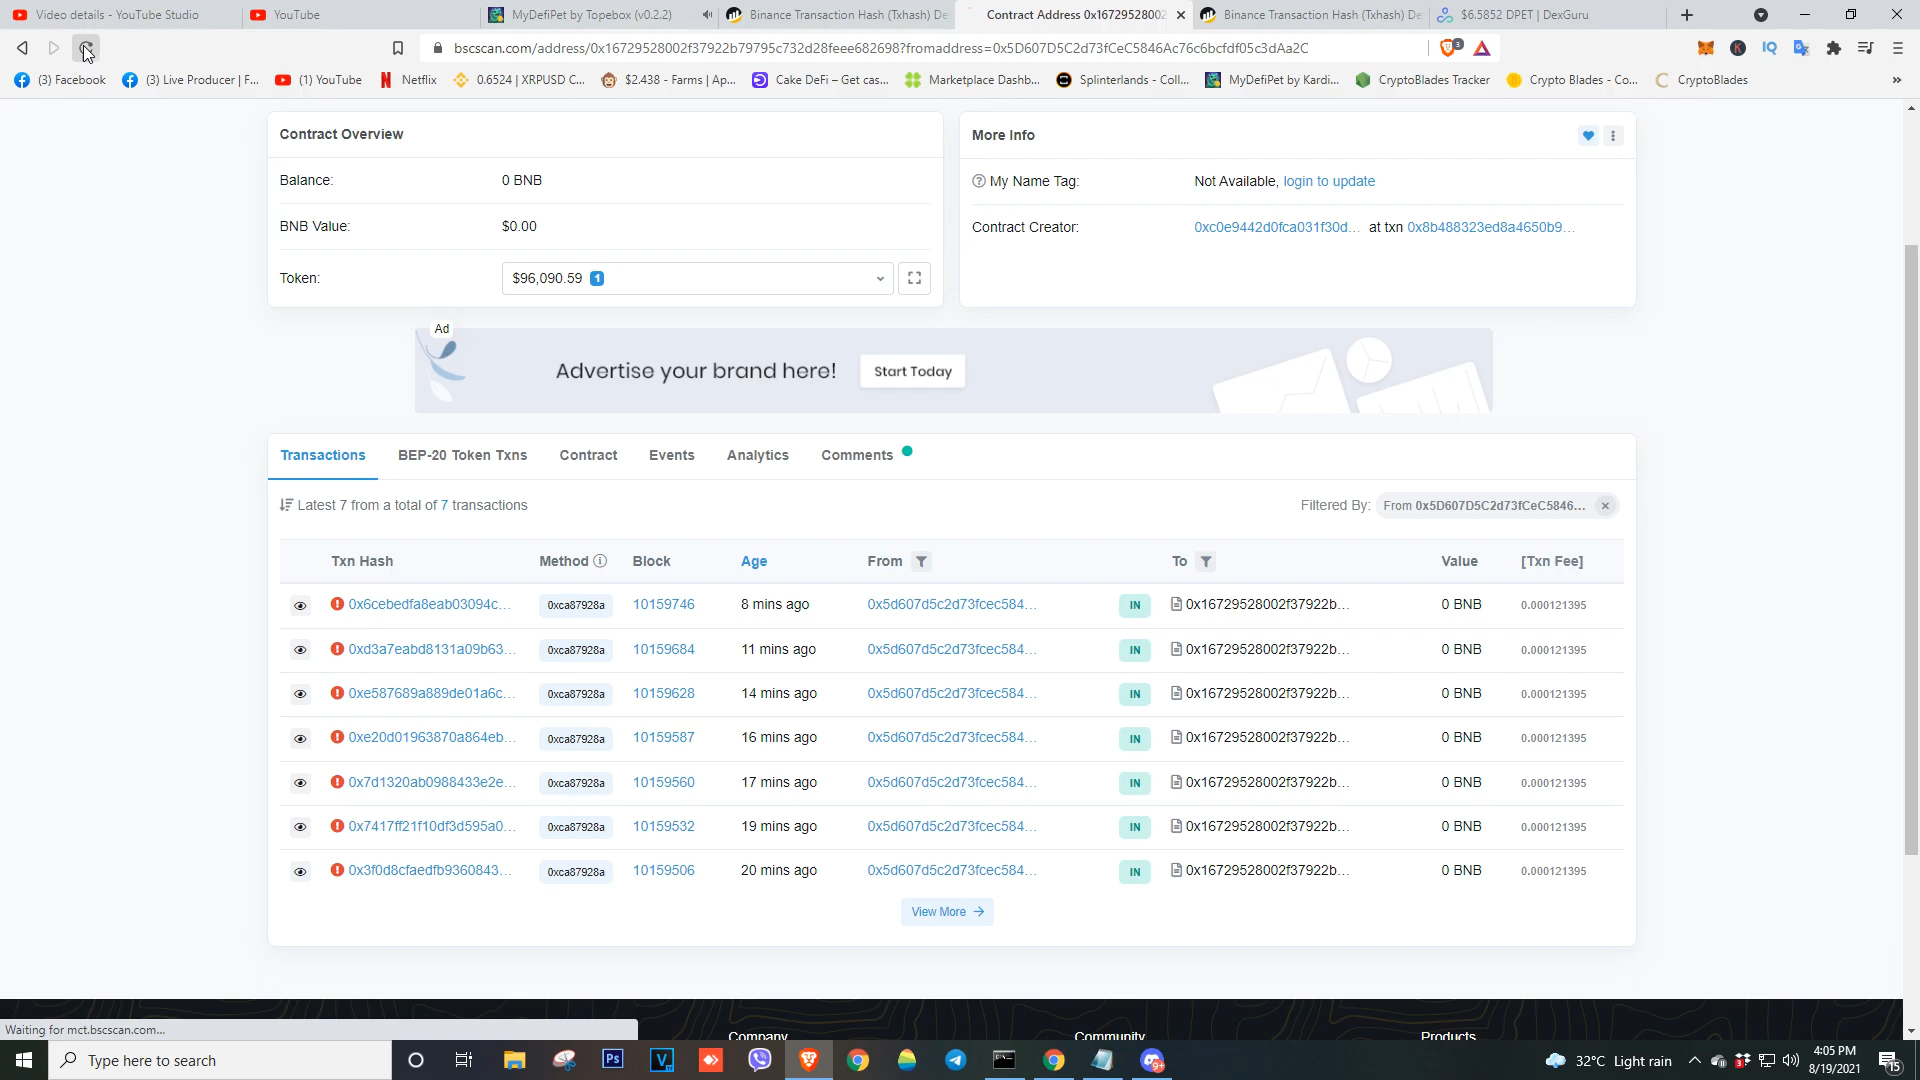 Video details - YouTube Studio
YouTube
MyDefiPet by Topebox (v0.2.2)
Binance Transaction Hash (Txhash) De
Contract Address 0x16729528002
Binance Transaction Hash (Txhash) De
$6.5852 DPET | DexGuru
bscscan.com/address/0x16729528002f37922b79795c732d28feee682698?fromaddress=0x5D607D5C2d73fCeC5846Ac76c6bcfdf05c3dAa2C
3
(3) Facebook
(3) Live Producer | F...
(1) YouTube
Netflix
0.6524 | XRPUSD C...
$2.438 - Farms | Ap...
Cake DeFi – Get cas...
Marketplace Dashb...
Splinterlands - Coll...
MyDefiPet by Kardi...
CryptoBlades Tracker
Crypto Blades - Co...
CryptoBlades
Contract Overview
Balance: 0 BNB
BNB Value: $0.00
Token: $96,090.59 1
More Info
My Name Tag: Not Available, login to update
Contract Creator: 0xc0e9442d0fca031f30d... at txn 0x8b488323ed8a4650b9...
Ad
Advertise your brand here! Start Today
Transactions BEP-20 Token Txns Contract Events Analytics Comments
Latest 7 from a total of 7 transactions
Filtered By: From 0x5D607D5C2d73fCeC5846...
Txn Hash Method Block Age From To Value [Txn Fee]
0x6cebedfa8eab03094c... 0xca87928a 10159746 8 mins ago 0x5d607d5c2d73fcec584... IN 0x16729528002f37922b... 0 BNB 0.000121395
0xd3a7eabd8131a09b63... 0xca87928a 10159684 11 mins ago 0x5d607d5c2d73fcec584... IN 0x16729528002f37922b... 0 BNB 0.000121395
0xe587689a889de01a6c... 0xca87928a 10159628 14 mins ago 0x5d607d5c2d73fcec584... IN 0x16729528002f37922b... 0 BNB 0.000121395
0xe20d01963870a864eb... 0xca87928a 10159587 16 mins ago 0x5d607d5c2d73fcec584... IN 0x16729528002f37922b... 0 BNB 0.000121395
0x7d1320ab0988433e2e... 0xca87928a 10159560 17 mins ago 0x5d607d5c2d73fcec584... IN 0x16729528002f37922b... 0 BNB 0.000121395
0x7417ff21f10df3d595a0... 0xca87928a 10159532 19 mins ago 0x5d607d5c2d73fcec584... IN 0x16729528002f37922b... 0 BNB 0.000121395
0x3f0d8cfaedfb9360843... 0xca87928a 10159506 20 mins ago 0x5d607d5c2d73fcec584... IN 0x16729528002f37922b... 0 BNB 0.000121395
View More
Company Community Products
Waiting for mct.bscscan.com...
Type here to search
Ps
32°C Light rain
4:05 PM
8/19/2021
15